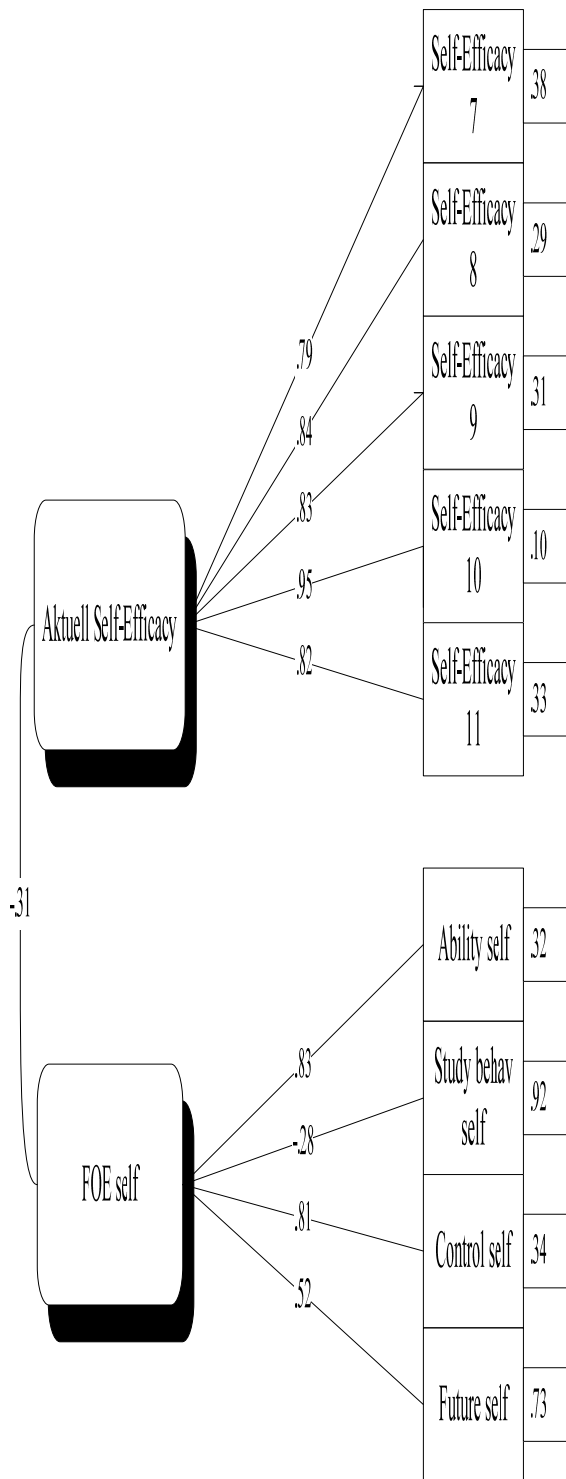 Self-Efficacy
7
.38
Self-Efficacy
8
.29
.79
Self-Efficacy
9
.31
.84
.83
Self-Efficacy
10
.10
.95
Aktuell Self-Efficacy
.82
Self-Efficacy
11
.33
-.31
Ability self
.32
.83
Study behav
self
.92
-.28
FOE self
.81
Control self
.34
.52
Future self
.73